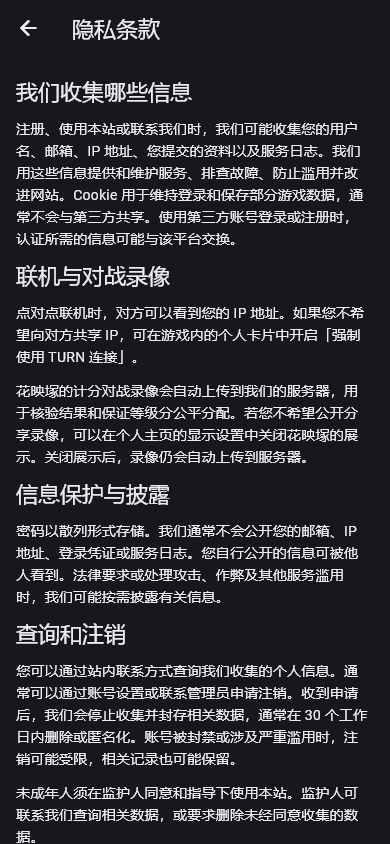 隐私条款
我们收集哪些信息
注册、使用本站或联系我们时，我们可能收集您的用户
名、邮箱、IP 地址、您提交的资料以及服务日志。我们
用这些信息提供和维护服务、排查故障、防止滥用并改
进网站。Cookie 用于维持登录和保存部分游戏数据，通
常不会与第三方共享。使用第三方账号登录或注册时，
认证所需的信息可能与该平台交换。
联机与对战录像
点对点联机时，对方可以看到您的 IP 地址。如果您不希
望向对方共享 IP，可在游戏内的个人卡片中开启「强制
使用 TURN 连接」。
花映塚的计分对战录像会自动上传到我们的服务器，用
于核验结果和保证等级分公平分配。若您不希望公开分
享录像，可以在个人主页的显示设置中关闭花映塚的展
示。关闭展示后，录像仍会自动上传到服务器。
信息保护与披露
密码以散列形式存储。我们通常不会公开您的邮箱、IP
地址、登录凭证或服务日志。您自行公开的信息可被他
人看到。法律要求或处理攻击、作弊及其他服务滥用
时，我们可能按需披露有关信息。
查询和注销
您可以通过站内联系方式查询我们收集的个人信息。通
常可以通过账号设置或联系管理员申请注销。收到申请
后，我们会停止收集并封存相关数据，通常在 30 个工作
日内删除或匿名化。账号被封禁或涉及严重滥用时，注
销可能受限，相关记录也可能保留。
未成年人须在监护人同意和指导下使用本站。监护人可
联系我们查询相关数据，或要求删除未经同意收集的数
据。